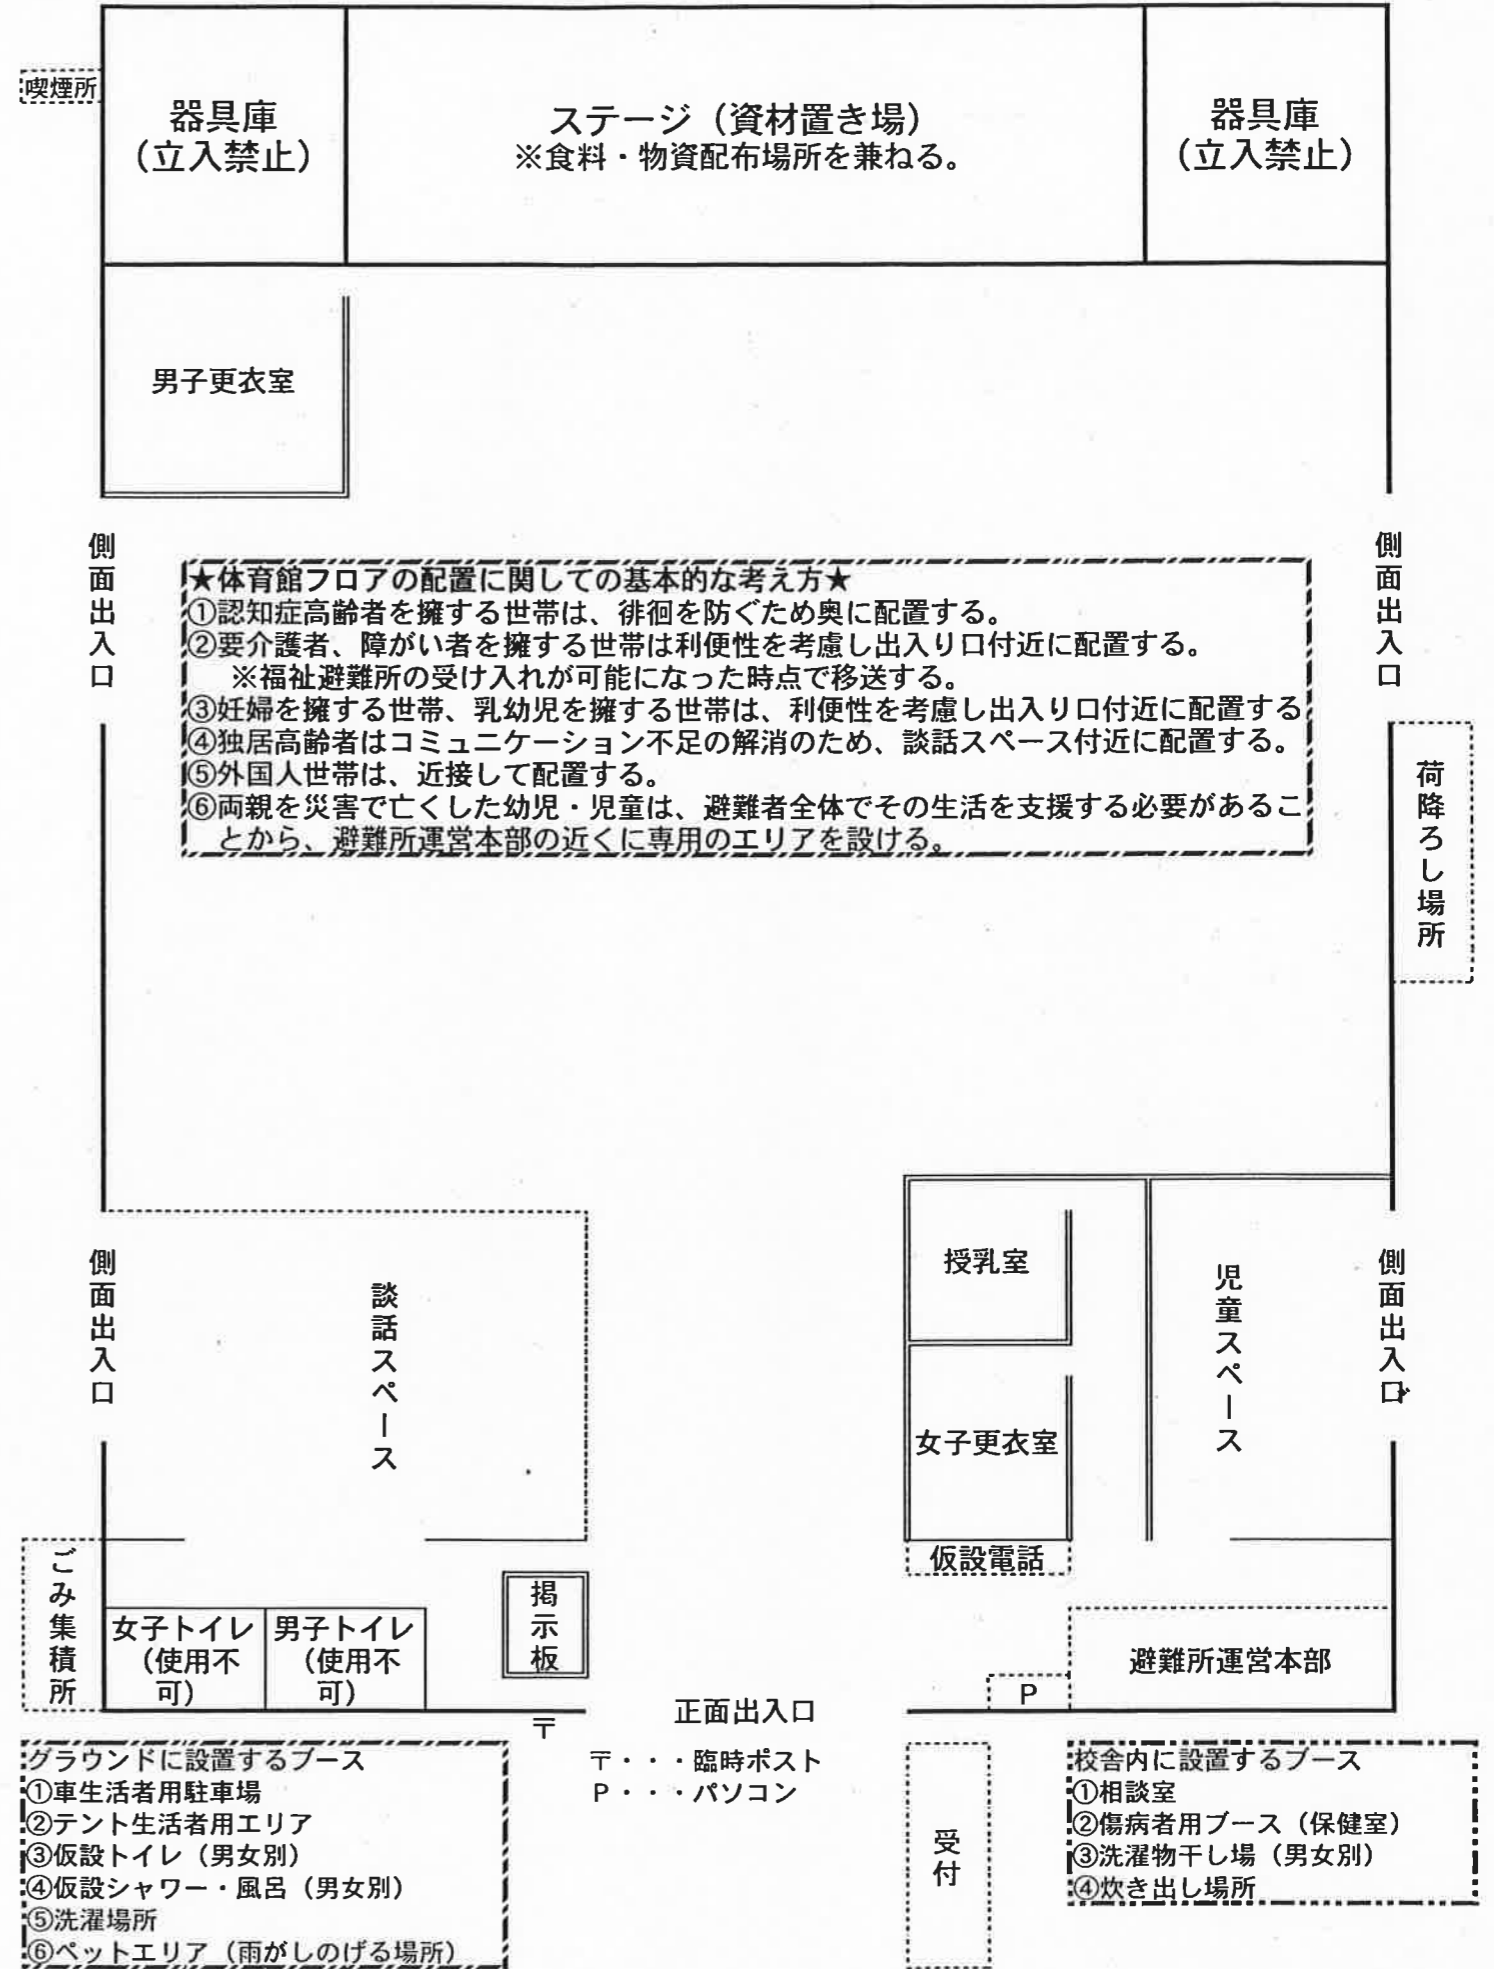 喫煙所
器具庫
（立入禁止）
ステージ（資材置き場）
※食料・物資配布場所を兼ねる。
器具庫
（立入禁止）
男子更衣室
側面出入口
側面出入口
★体育館フロアの配置に関しての基本的な考え方★
①認知症高齢者を擁する世帯は、徘徊を防ぐため奥に配置する。
②要介護者、障がい者を擁する世帯は利便性を考慮し出入り口付近に配置する。
※福祉避難所の受け入れが可能になった時点で移送する。
③妊婦を擁する世帯、乳幼児を擁する世帯は、利便性を考慮し出入り口付近に配置する
④独居高齢者はコミュニケーション不足の解消のため、談話スペース付近に配置する。
⑤外国人世帯は、近接して配置する。
⑥両親を災害で亡くした幼児・児童は、避難者全体でその生活を支援する必要があるこ
とから、避難所運営本部の近くに専用のエリアを設ける。
荷降ろし場所
側面出入口
談話スペース
授乳室
児童スペース
側面出入口
女子更衣室
仮設電話
ごみ集積所
女子トイレ
（使用不
可）
男子トイレ
（使用不
可）
掲示板
避難所運営本部
P
正面出入口
〒
〒・・・臨時ポスト
P・・・パソコン
受付
グラウンドに設置するブース
①車生活者用駐車場
②テント生活者用エリア
③仮設トイレ（男女別）
④仮設シャワー・風呂（男女別）
⑤洗濯場所
⑥ペットエリア（雨がしのげる場所）
校舎内に設置するブース
①相談室
②傷病者用ブース（保健室）
③洗濯物干し場（男女別）
④炊き出し場所